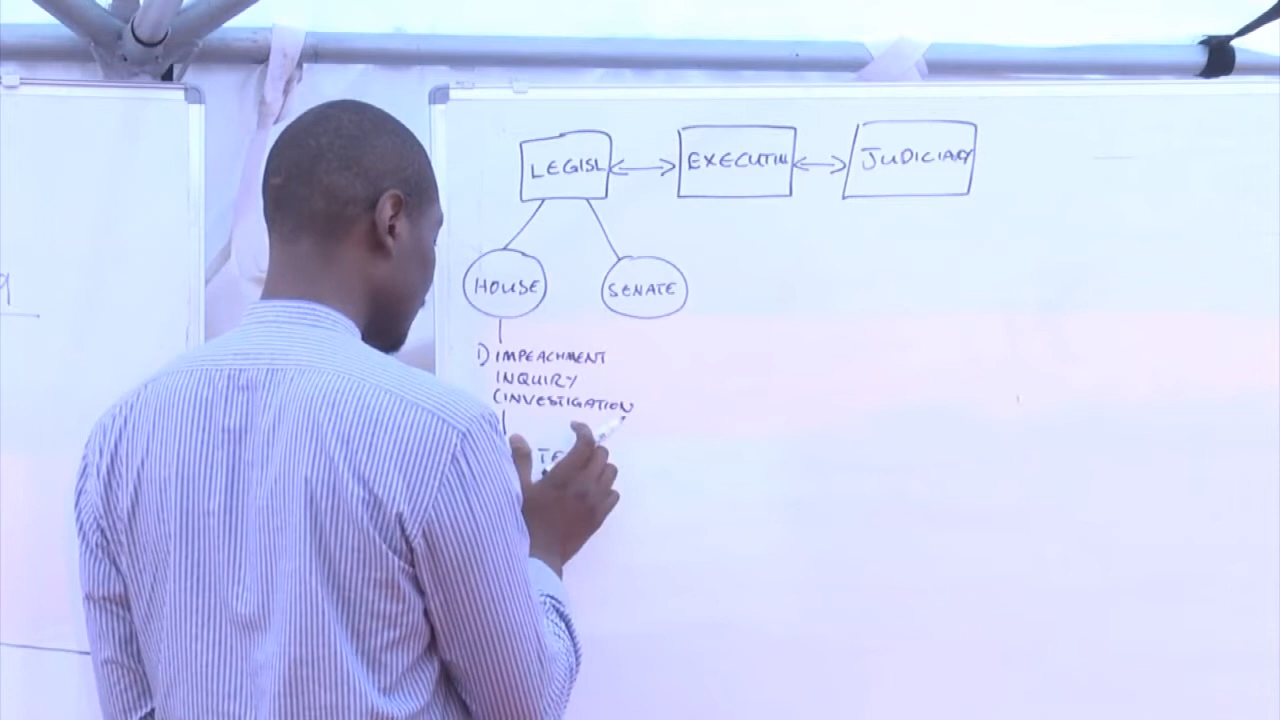 LEGISL
EXECUTIV
JUDICIARY
HOUSE
SENATE
1) IMPEACHMENT
INQUIRY
(INVESTIGATION